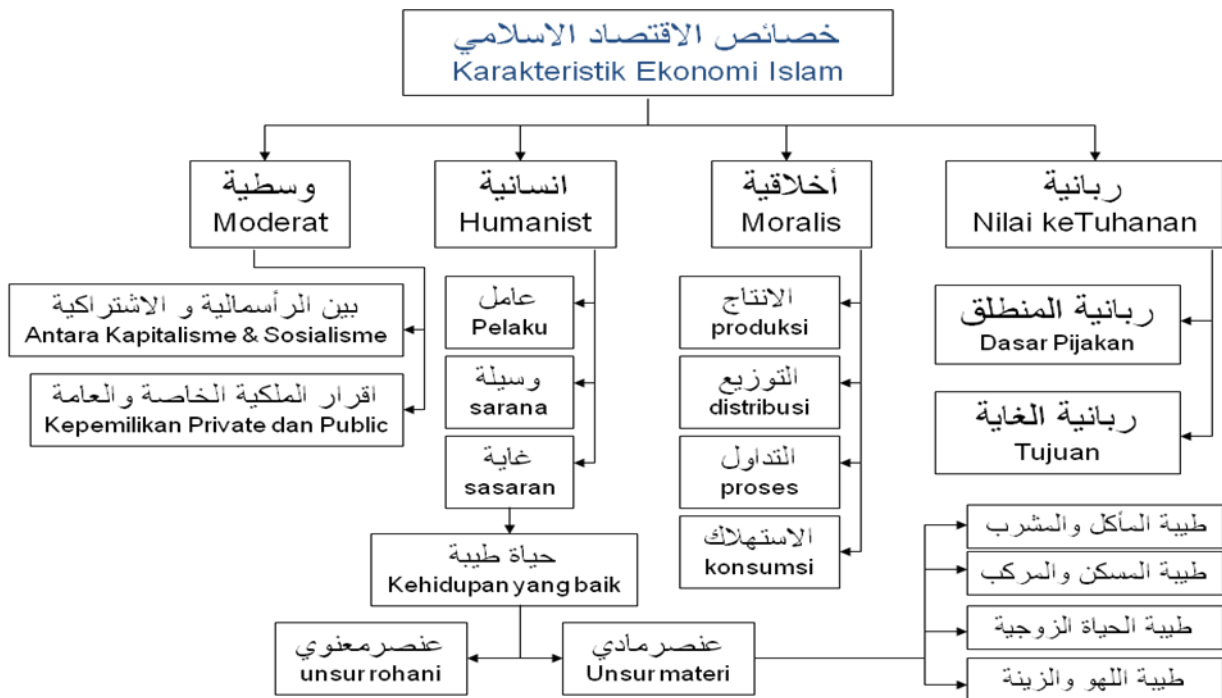 خصائص الاقتصاد الاسلامي
Karakteristik Ekonomi Islam
وسطية
Moderat
انسانية
Humanist
أخلاقية
Moralis
ربانية
Nilai keTuhanan
بين الرأسمالية و الاشتراكية
Antara Kapitalisme & Sosialisme
اقرار الملكية الخاصة والعامة
Kepemilikan Private dan Public
عامل
Pelaku
وسيلة
sarana
غاية
sasaran
حياة طيبة
Kehidupan yang baik
عنصرمعنوي
unsur rohani
عنصرمادي
Unsur materi
الانتاج
produksi
التوزيع
distribusi
التداول
proses
الاستهلاك
konsumsi
ربانية المنطلق
Dasar Pijakan
ربانية الغاية
Tujuan
طيبة المأكل والمشرب
طيبة المسكن والمركب
طيبة الحياة الزوجية
طيبة اللهو والزينة